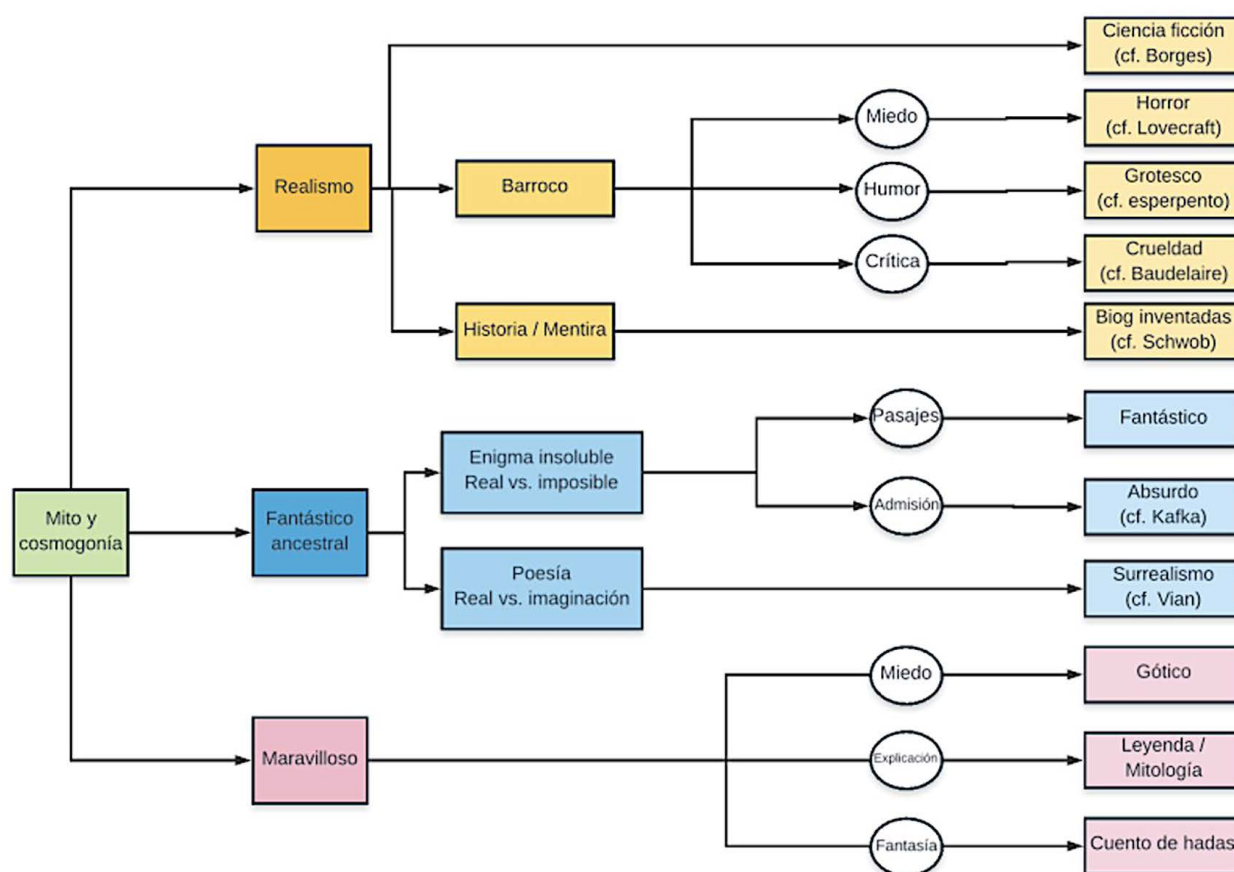 Ciencia ficción
(cf. Borges)
Miedo
Horror
(cf. Lovecraft)
Realismo
Barroco
Humor
Grotesco
(cf. esperpento)
Crítica
Crueldad
(cf. Baudelaire)
Historia / Mentira
Biog inventadas
(cf. Schwob)
Pasajes
Fantástico
Enigma insoluble
Real vs. imposible
Mito y
cosmogonía
Fantástico
ancestral
Admisión
Absurdo
(cf. Kafka)
Poesía
Real vs. imaginación
Surrealismo
(cf. Vian)
Miedo
Gótico
Maravilloso
Explicación
Leyenda /
Mitología
Fantasía
Cuento de hadas